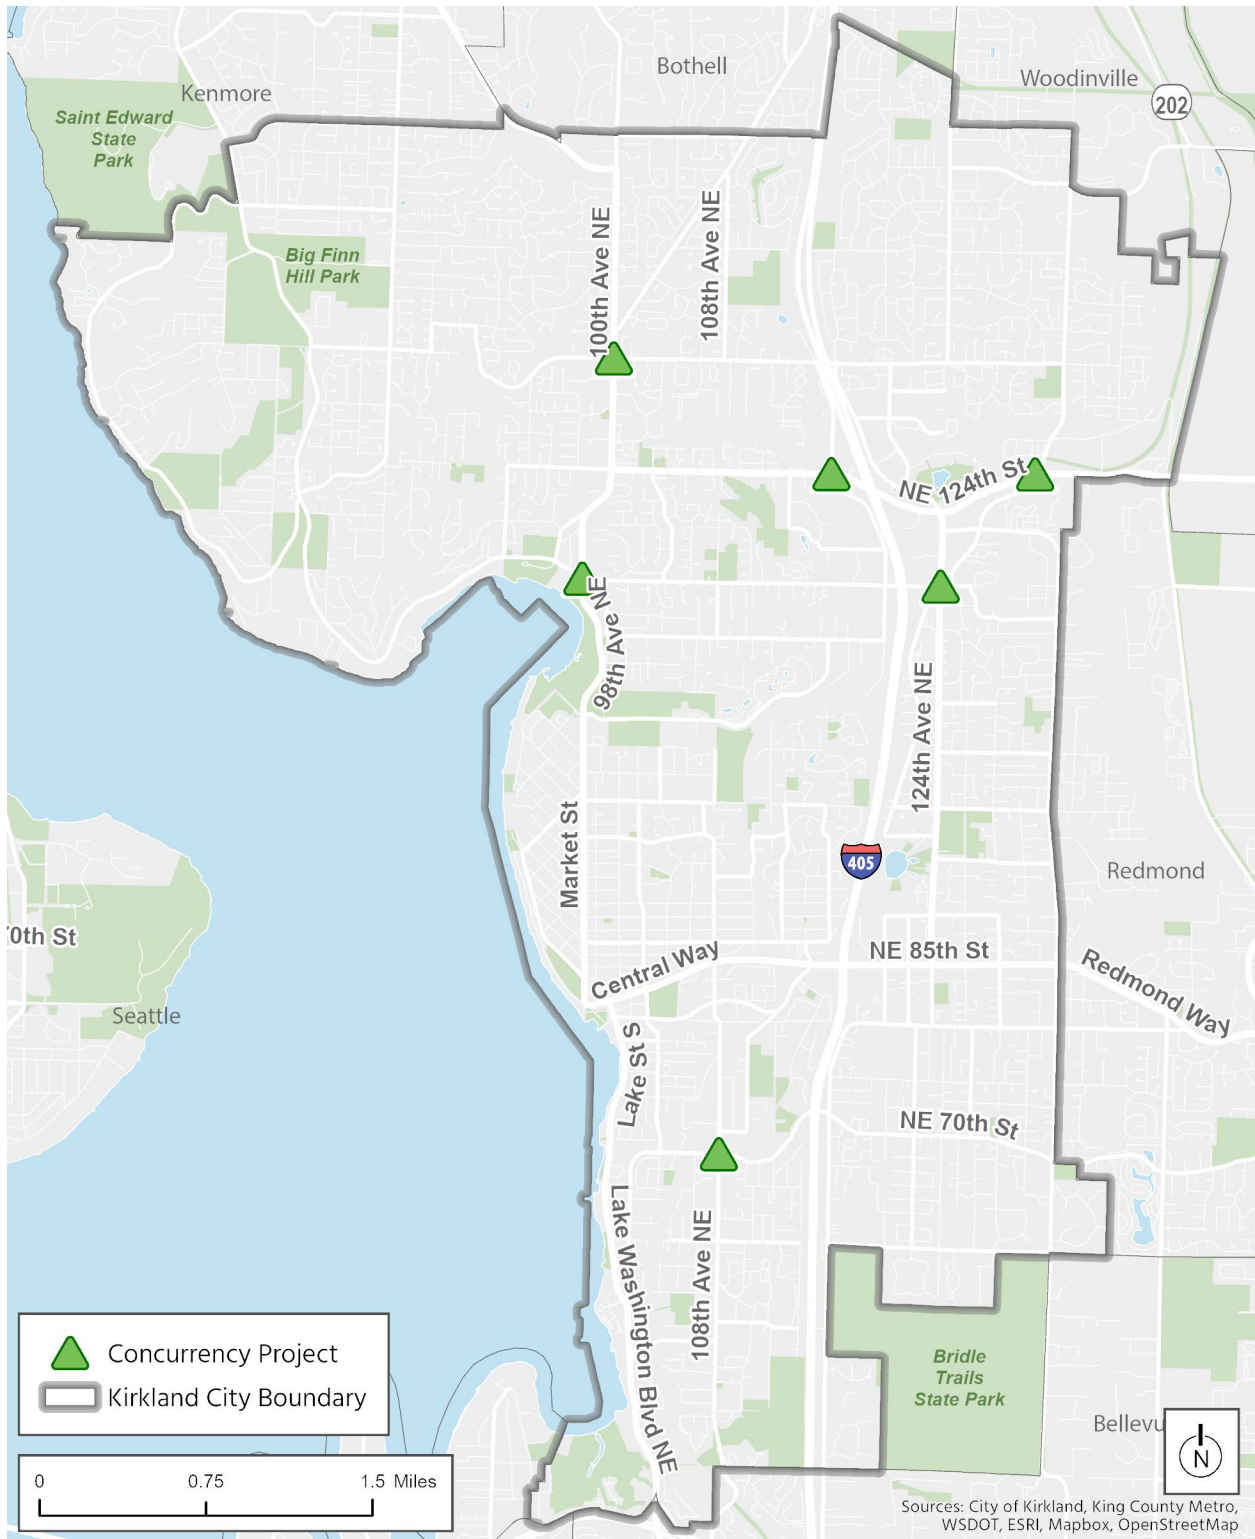 Bothell
Woodinville
Kenmore
202
Saint Edward
State
Park
Big Finn
Hill Park
100th Ave NE
108th Ave NE
NE 124th St
98th Ave NE
124th Ave NE
Market St
405
Redmond
70th St
Central Way
NE 85th St
Redmond Way
Seattle
Lake St S
NE 70th St
Lake Washington Blvd NE
108th Ave NE
Bridle
Trails
State Park
Bellevu
N
Concurrency Project
Kirkland City Boundary
0 0.75 1.5 Miles
Sources: City of Kirkland, King County Metro,
WSDOT, ESRI, Mapbox, OpenStreetMap